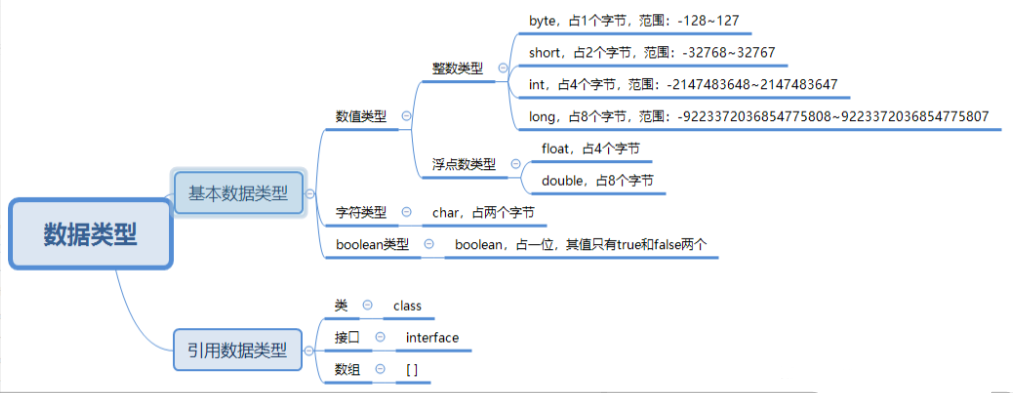 数据类型
基本数据类型
数值类型
整数类型
byte，占1个字节，范围：-128~127
short，占2个字节，范围：-32768~32767
int，占4个字节，范围：-2147483648~2147483647
long，占8个字节，范围：-9223372036854775808~9223372036854775807
浮点数类型
float，占4个字节
double，占8个字节
字符类型
char，占两个字节
boolean类型
boolean，占一位，其值只有true和false两个
引用数据类型
类
class
接口
interface
数组
[ ]